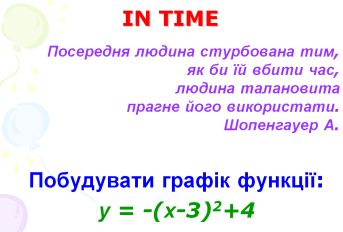 IN TIME
Посередня людина стурбована тим,
як би їй вбити час,
людина талановита
прагне його використати.
Шопенгауер А.
Побудувати графік функції:
y = -(x-3)²+4